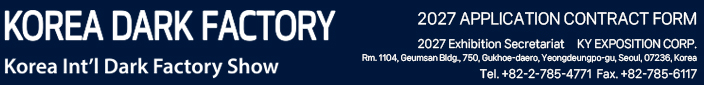 KOREA DARK FACTORY
Korea Int'l Dark Factory Show
2027 APPLICATION CONTRACT FORM
2027 Exhibition Secretariat KY EXPOSITION CORP.
Rm. 1104, Geumsan Bldg., 750, Gukhoe-daero, Yeongdeungpo-gu, Seoul, 07236, Korea
Tel. +82-2-785-4771 Fax. +82-785-6117